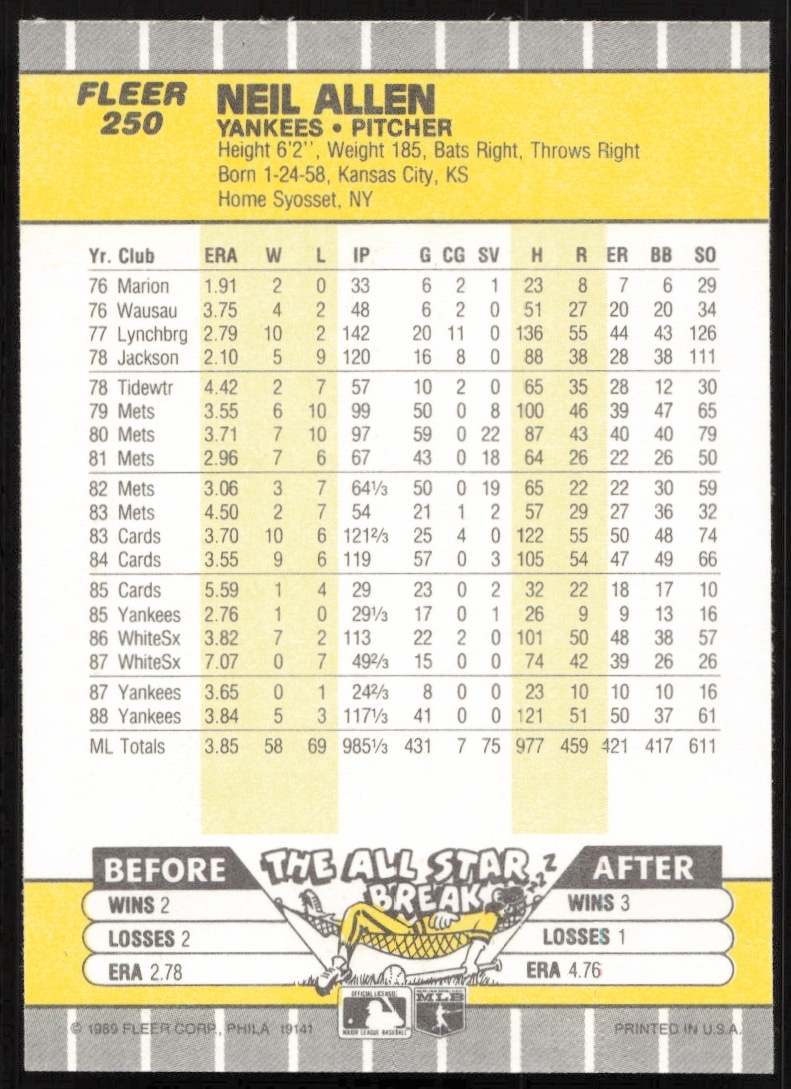 FLEER
250
NEIL ALLEN
YANKEES • PITCHER
Height 6'2'', Weight 185, Bats Right, Throws Right
Born 1-24-58, Kansas City, KS
Home Syosset, NY
Yr. Club ERA W L IP G CG SV H R ER BB SO
76 Marion 1.91 2 0 33 6 2 1 23 8 7 6 29
76 Wausau 3.75 4 2 48 6 2 0 51 27 20 20 34
77 Lynchbrg 2.79 10 2 142 20 11 0 136 55 44 43 126
78 Jackson 2.10 5 9 120 16 8 0 88 38 28 38 111
78 Tidewtr 4.42 2 7 57 10 2 0 65 35 28 12 30
79 Mets 3.55 6 10 99 50 0 8 100 46 39 47 65
80 Mets 3.71 7 10 97 59 0 22 87 43 40 40 79
81 Mets 2.96 7 6 67 43 0 18 64 26 22 26 50
82 Mets 3.06 3 7 64⅓ 50 0 19 65 22 22 30 59
83 Mets 4.50 2 7 54 21 1 2 57 29 27 36 32
83 Cards 3.70 10 6 121⅔ 25 4 0 122 55 50 48 74
84 Cards 3.55 9 6 119 57 0 3 105 54 47 49 66
85 Cards 5.59 1 4 29 23 0 2 32 22 18 17 10
85 Yankees 2.76 1 0 29⅓ 17 0 1 26 9 9 13 16
86 WhiteSx 3.82 7 2 113 22 2 0 101 50 48 38 57
87 WhiteSx 7.07 0 7 49⅔ 15 0 0 74 42 39 26 26
87 Yankees 3.65 0 1 24⅔ 8 0 0 23 10 10 10 16
88 Yankees 3.84 5 3 117⅓ 41 0 0 121 51 50 37 61
ML Totals 3.85 58 69 985⅓ 431 7 75 977 459 421 417 611
BEFORE
THE ALL STAR
BREAK
zzZZ
AFTER
WINS 2
WINS 3
LOSSES 2
LOSSES 1
ERA 2.78
ERA 4.76
OFFICIAL LICENSEE
MAJOR LEAGUE BASEBALL
MLB
© 1989 FLEER CORP., PHILA 19141
PRINTED IN U.S.A.